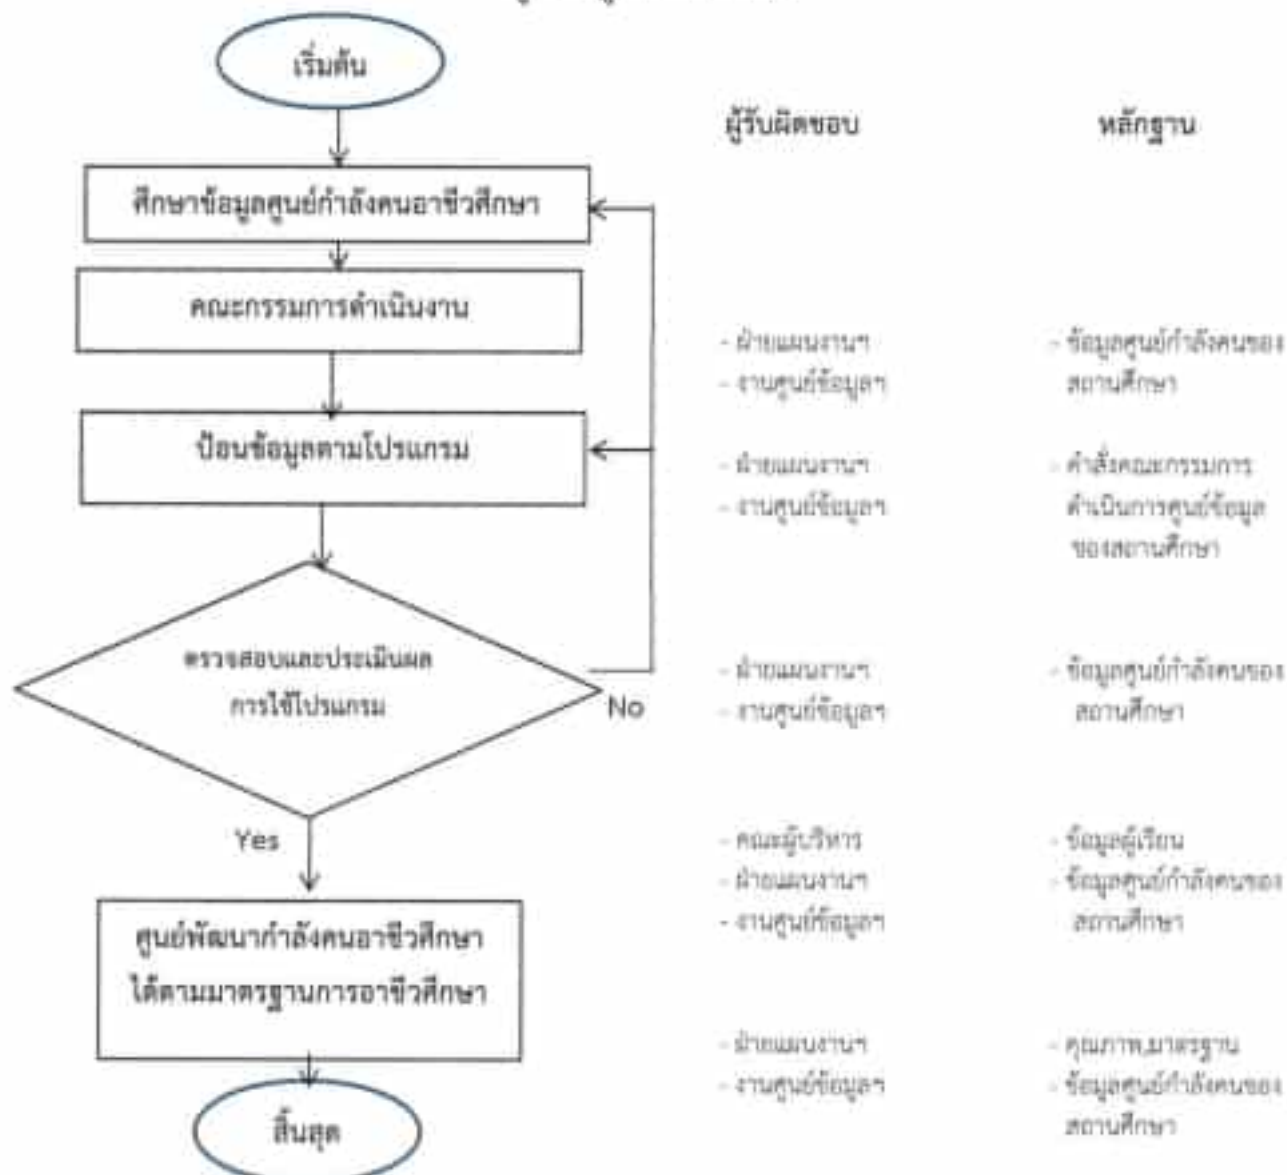 เริ่มต้น
ผู้รับผิดชอบ
หลักฐาน
ศึกษาข้อมูลศูนย์กำลังคนอาชีวศึกษา
คณะกรรมการดำเนินงาน
- ฝ่ายแผนงานฯ
- งานศูนย์ข้อมูลฯ
- ข้อมูลศูนย์กำลังคนของ
สถานศึกษา
ป้อนข้อมูลตามโปรแกรม
- ฝ่ายแผนงานฯ
- งานศูนย์ข้อมูลฯ
- คำสั่งคณะกรรมการ
ดำเนินการศูนย์ข้อมูล
ของสถานศึกษา
ตรวจสอบและประเมินผล
การใช้โปรแกรม
No
- ฝ่ายแผนงานฯ
- งานศูนย์ข้อมูลฯ
- ข้อมูลศูนย์กำลังคนของ
สถานศึกษา
Yes
- คณะผู้บริหาร
- ฝ่ายแผนงานฯ
- งานศูนย์ข้อมูลฯ
- ข้อมูลผู้เรียน
- ข้อมูลศูนย์กำลังคนของ
สถานศึกษา
ศูนย์พัฒนากำลังคนอาชีวศึกษา
ได้ตามมาตรฐานการอาชีวศึกษา
- ฝ่ายแผนงานฯ
- งานศูนย์ข้อมูลฯ
- คุณภาพ,มาตรฐาน
- ข้อมูลศูนย์กำลังคนของ
สถานศึกษา
สิ้นสุด